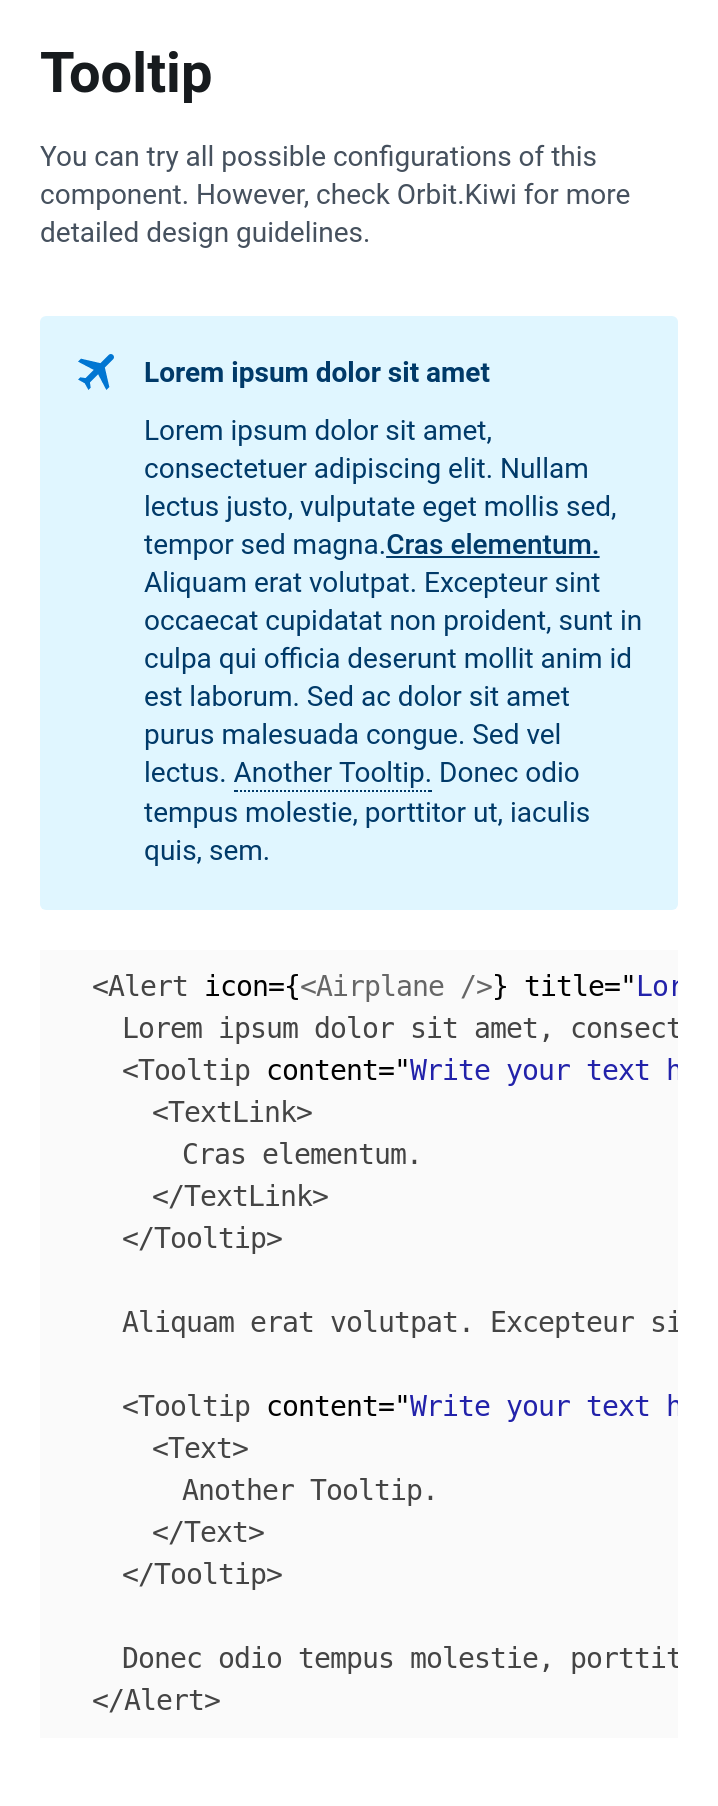 Tooltip
You can try all possible configurations of this
component. However, check Orbit.Kiwi for more
detailed design guidelines.
Lorem ipsum dolor sit amet
Lorem ipsum dolor sit amet,
consectetuer adipiscing elit. Nullam
lectus justo, vulputate eget mollis sed,
tempor sed magna.Cras elementum.
Aliquam erat volutpat. Excepteur sint
occaecat cupidatat non proident, sunt in
culpa qui officia deserunt mollit anim id
est laborum. Sed ac dolor sit amet
purus malesuada congue. Sed vel
lectus. Another Tooltip. Donec odio
tempus molestie, porttitor ut, iaculis
quis, sem.
<Alert icon={<Airplane />} title="Lor
Lorem ipsum dolor sit amet, consect
<Tooltip content="Write your text h
<TextLink>
Cras elementum.
</TextLink>
</Tooltip>
Aliquam erat volutpat. Excepteur si
<Tooltip content="Write your text h
<Text>
Another Tooltip.
</Text>
</Tooltip>
Donec odio tempus molestie, porttit
</Alert>